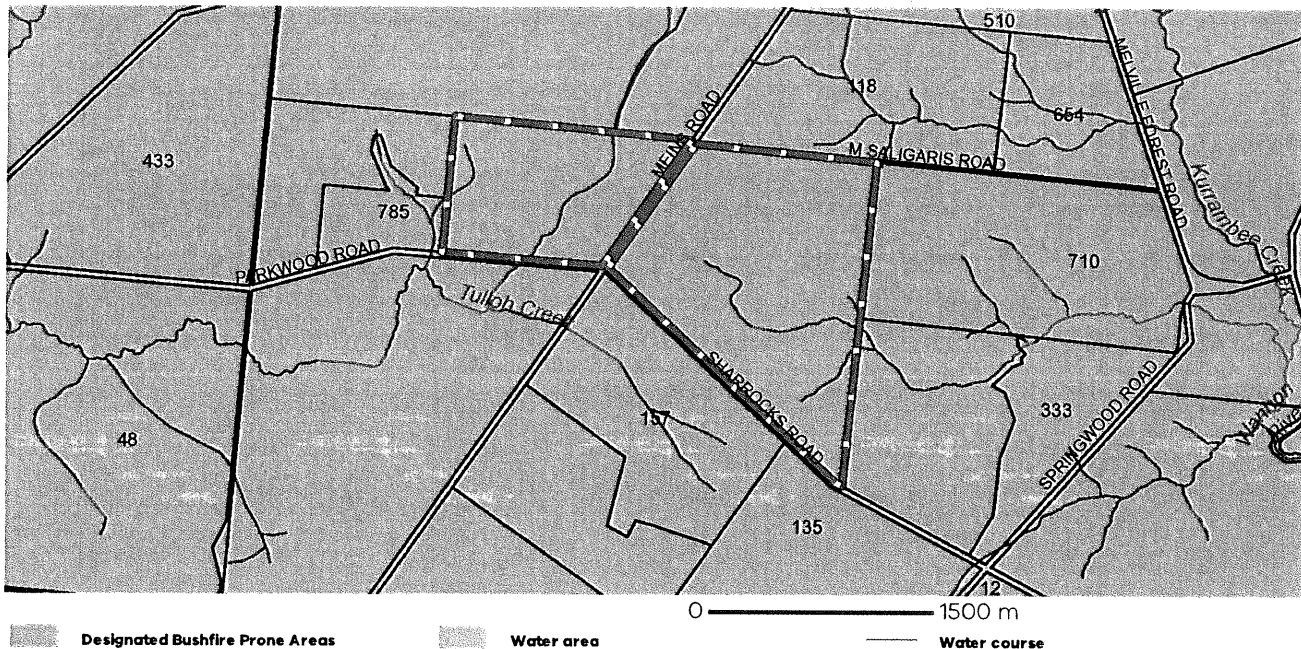 510
MELVILLE FOREST ROAD
118
654
MEINS ROAD
M SALIGARIS ROAD
433
Kurrambee Creek
785
PARKWOOD ROAD
710
Tulloh Creek
SHARROCKS ROAD
333
SPRINGWOOD ROAD
Wannon
River
157
48
135
12
0 1500 m
Designated Bushfire Prone Areas Water area Water course